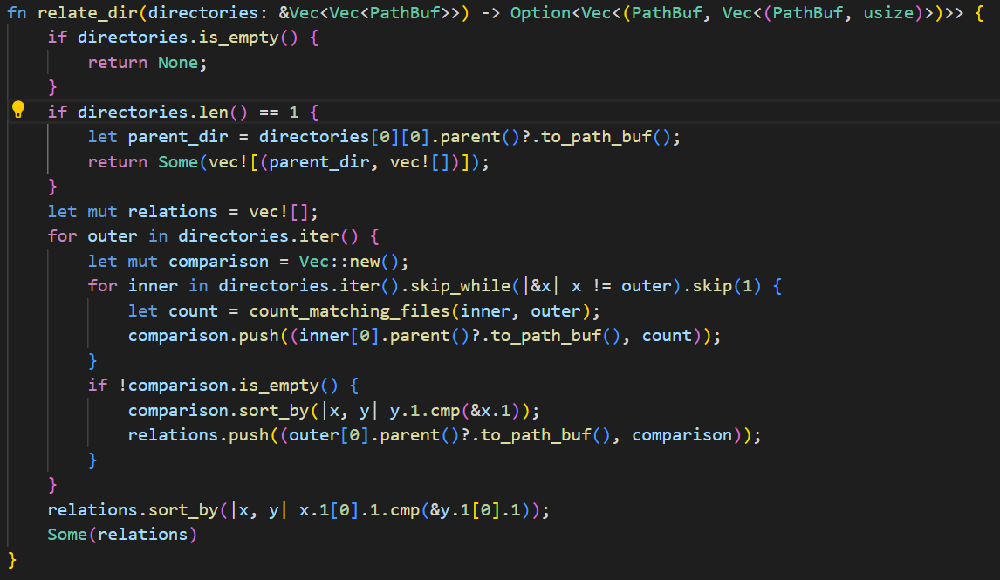 fn relate_dir(directories: &Vec<Vec<PathBuf>>) -> Option<Vec<(PathBuf, Vec<(PathBuf, usize)>)>> {
    if directories.is_empty() {
        return None;
    }
    if directories.len() == 1 {
        let parent_dir = directories[0][0].parent()?.to_path_buf();
        return Some(vec![(parent_dir, vec![])]);
    }
    let mut relations = vec![];
    for outer in directories.iter() {
        let mut comparison = Vec::new();
        for inner in directories.iter().skip_while(|&x| x != outer).skip(1) {
            let count = count_matching_files(inner, outer);
            comparison.push((inner[0].parent()?.to_path_buf(), count));
        }
        if !comparison.is_empty() {
            comparison.sort_by(|x, y| y.1.cmp(&x.1));
            relations.push((outer[0].parent()?.to_path_buf(), comparison));
        }
    }
    relations.sort_by(|x, y| x.1[0].1.cmp(&y.1[0].1));
    Some(relations)
}